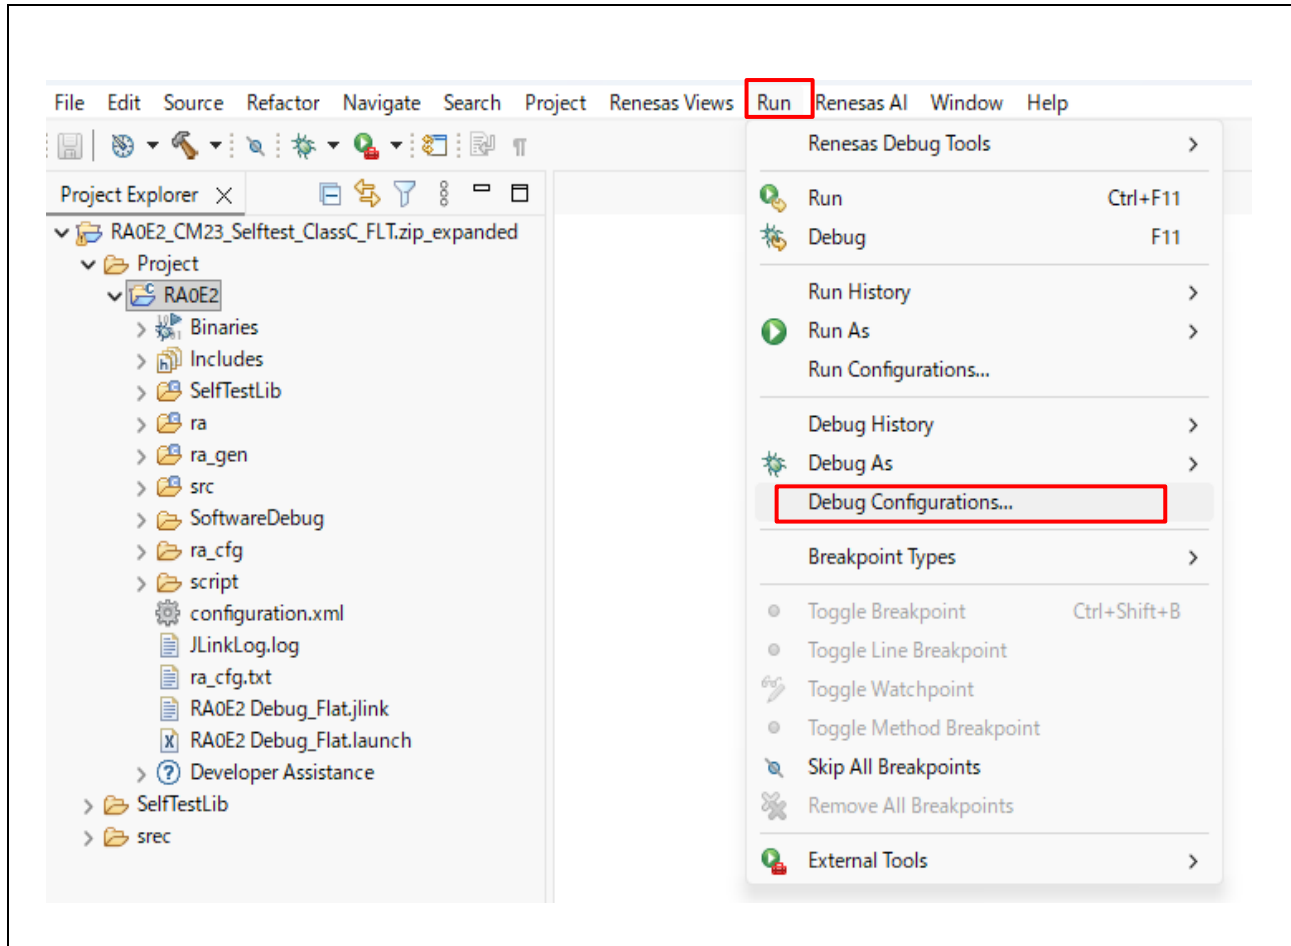 File Edit Source Refactor Navigate Search Project Renesas Views Run Renesas AI Window Help
Project Explorer
RA0E2_CM23_Selftest_ClassC_FLT.zip_expanded
Project
RA0E2
Binaries
Includes
SelfTestLib
ra
ra_gen
src
SoftwareDebug
ra_cfg
script
configuration.xml
JLinkLog.log
ra_cfg.txt
RA0E2 Debug_Flat.jlink
RA0E2 Debug_Flat.launch
Developer Assistance
SelfTestLib
srec
Renesas Debug Tools
Run Ctrl+F11
Debug F11
Run History
Run As
Run Configurations...
Debug History
Debug As
Debug Configurations...
Breakpoint Types
Toggle Breakpoint Ctrl+Shift+B
Toggle Line Breakpoint
Toggle Watchpoint
Toggle Method Breakpoint
Skip All Breakpoints
Remove All Breakpoints
External Tools